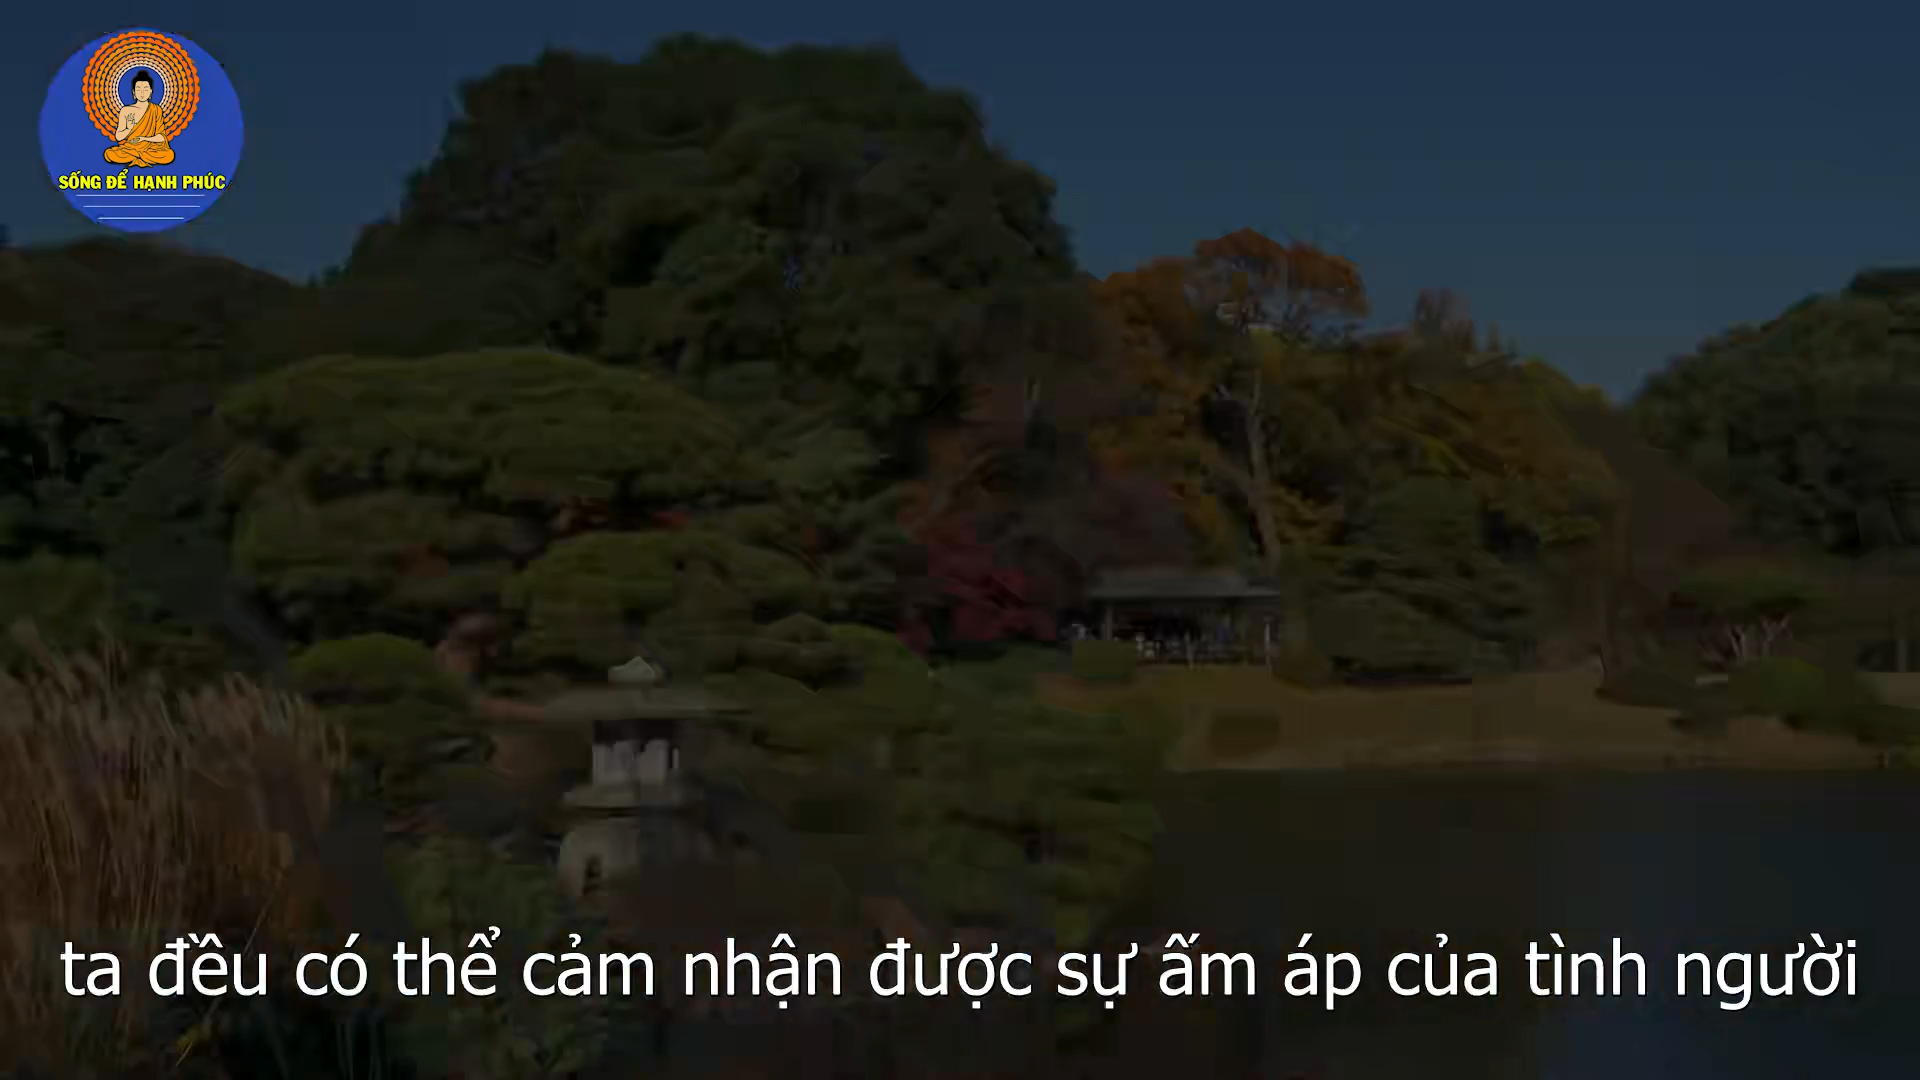 SỐNG ĐỂ HẠNH PHÚC
ta đều có thể cảm nhận được sự ấm áp của tình người